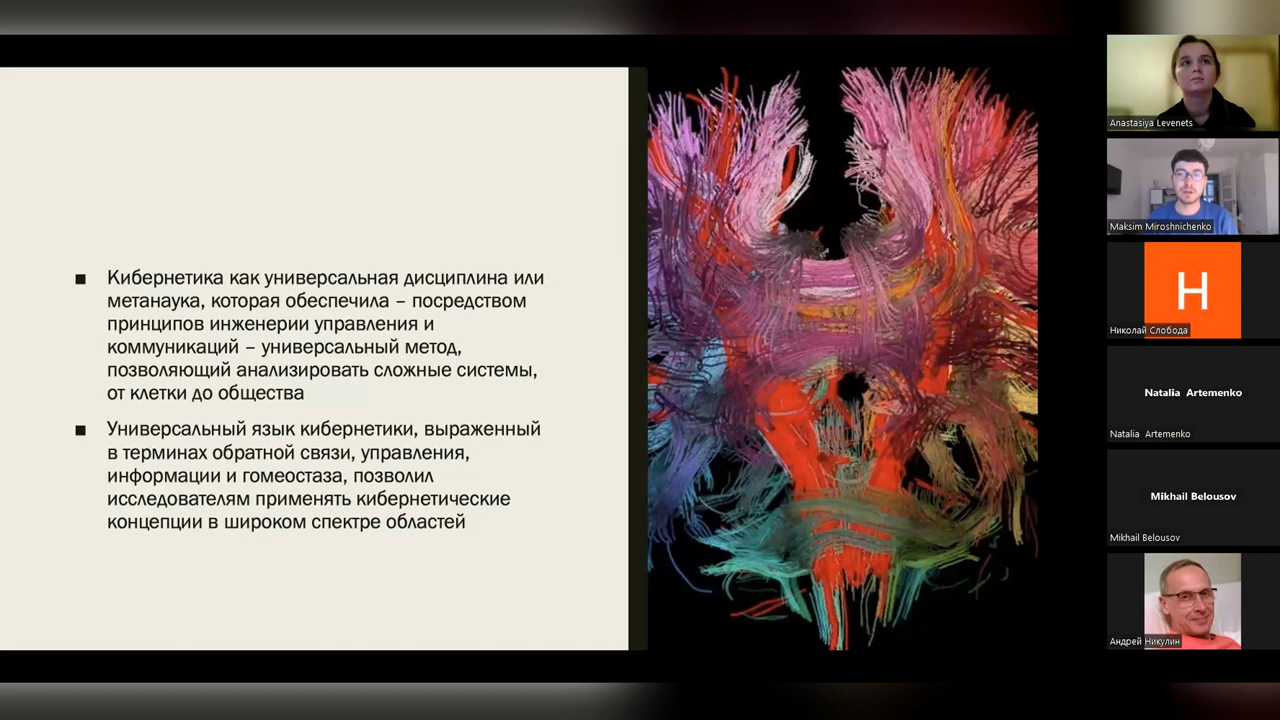 ■ Кибернетика как универсальная дисциплина или
метанаука, которая обеспечила – посредством
принципов инженерии управления и
коммуникаций – универсальный метод,
позволяющий анализировать сложные системы,
от клетки до общества
■ Универсальный язык кибернетики, выраженный
в терминах обратной связи, управления,
информации и гомеостаза, позволил
исследователям применять кибернетические
концепции в широком спектре областей
Anastasiya Levenets
Maksim Miroshnichenko
Н
Николай Слобода
Natalia Artemenko
Natalia Artemenko
Mikhail Belousov
Mikhail Belousov
Андрей Никулин